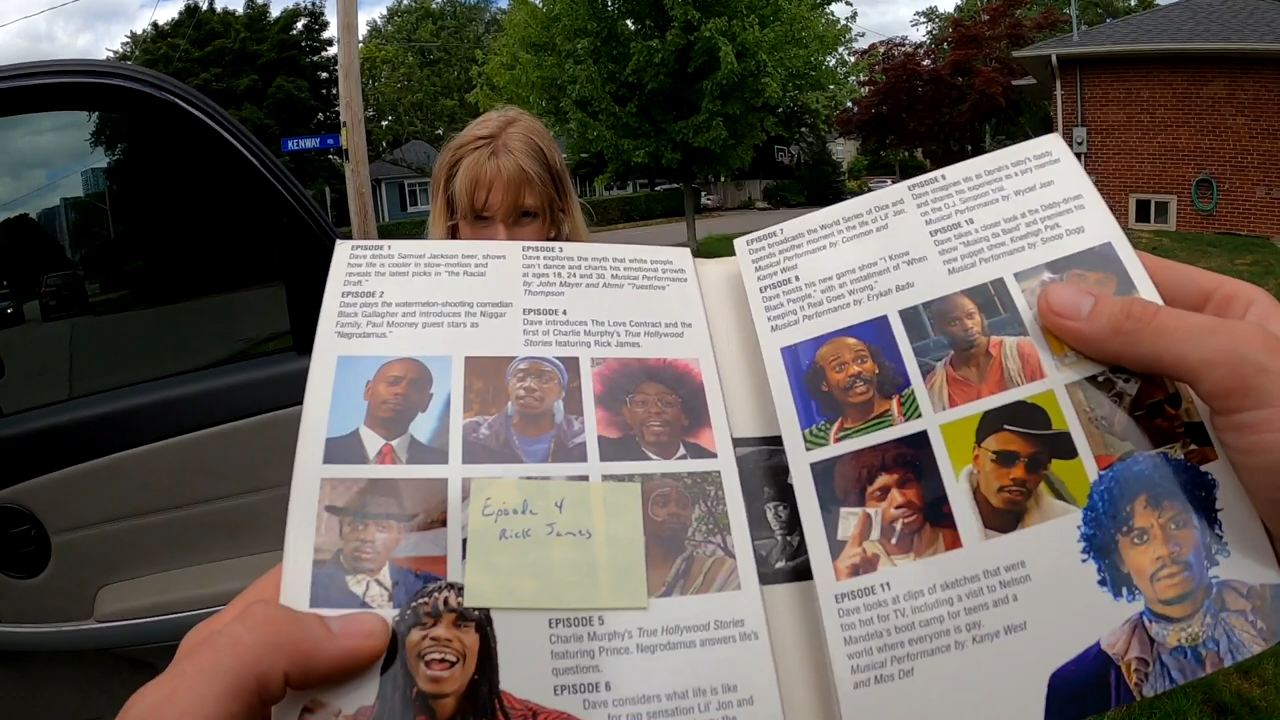 KENWAY RD
EPISODE 1
Dave debuts Samuel Jackson beer, shows
how life is cooler in slow-motion and
reveals the latest picks in "the Racial
Draft."
EPISODE 2
Dave plays the watermelon-shooting comedian
Black Gallagher and introduces the Niggar
Family, Paul Mooney guest stars as
"Negrodamus."
EPISODE 3
Dave explores the myth that white people
can't dance and charts his emotional growth
at ages 18, 24 and 30. Musical Performance
by: John Mayer and Ahmir "?uestlove"
Thompson
EPISODE 4
Dave introduces The Love Contract and the
first of Charlie Murphy's True Hollywood
Stories featuring Rick James.
Episode 4
Rick James
EPISODE 5
Charlie Murphy's True Hollywood Stories
featuring Prince. Negrodamus answers life's
questions.
EPISODE 6
Dave considers what life is like
for rap sensation Lil' Jon and
the
EPISODE 7
Dave broadcasts the World Series of Dice and
spends another moment in the life of Lil' Jon.
Musical Performance by: Common and
Kanye West
EPISODE 8
Dave hosts his new game show "I Know
Black People," with an installment of "When
Keeping It Real Goes Wrong."
Musical Performance by: Erykah Badu
EPISODE 9
Dave imagines life as Oprah's baby's daddy
and shares his experience as a jury member
on the O.J. Simpson trial.
Musical Performance by: Wyclef Jean
EPISODE 10
Dave takes a closer look at the Diddy-driven
show "Making da Band" and premieres his
new puppet show, Kneehigh Park.
Musical Performance by: Snoop Dogg
EPISODE 11
Dave looks at clips of sketches that were
too hot for TV, including a visit to Nelson
Mandela's boot camp for teens and a
world where everyone is gay.
Musical Performance by: Kanye West
and Mos Def